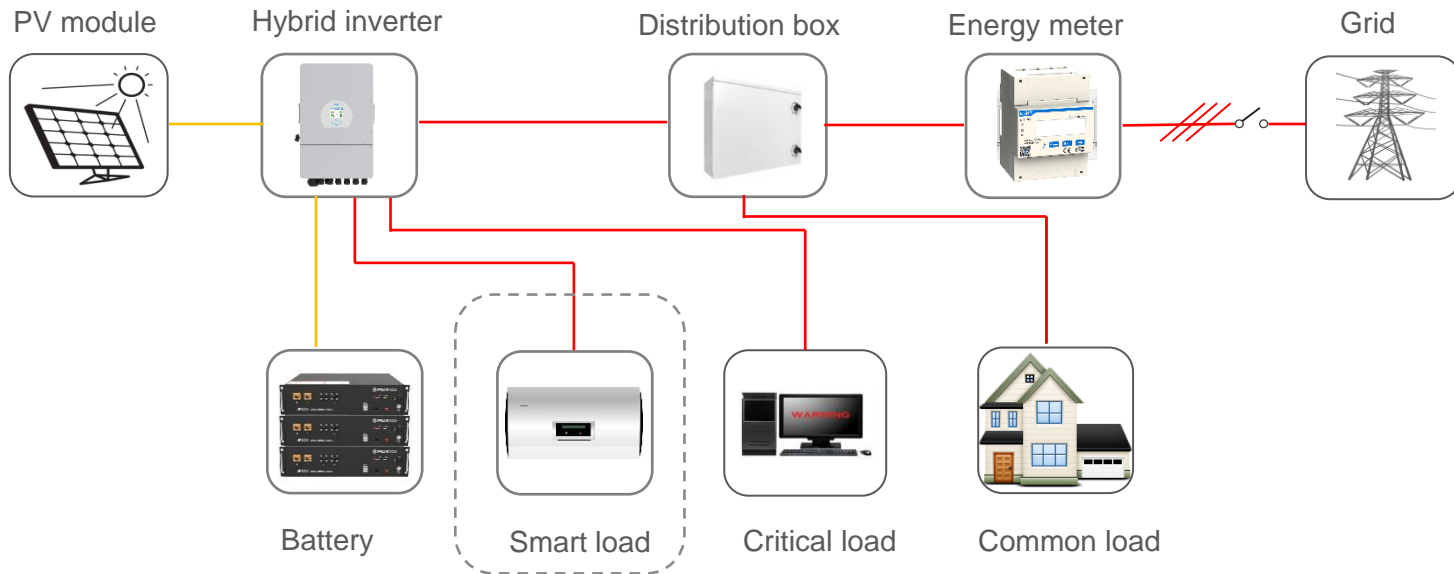 PV module
Hybrid inverter
Distribution box
Energy meter
Grid
WARNING
Battery
Smart load
Critical load
Common load